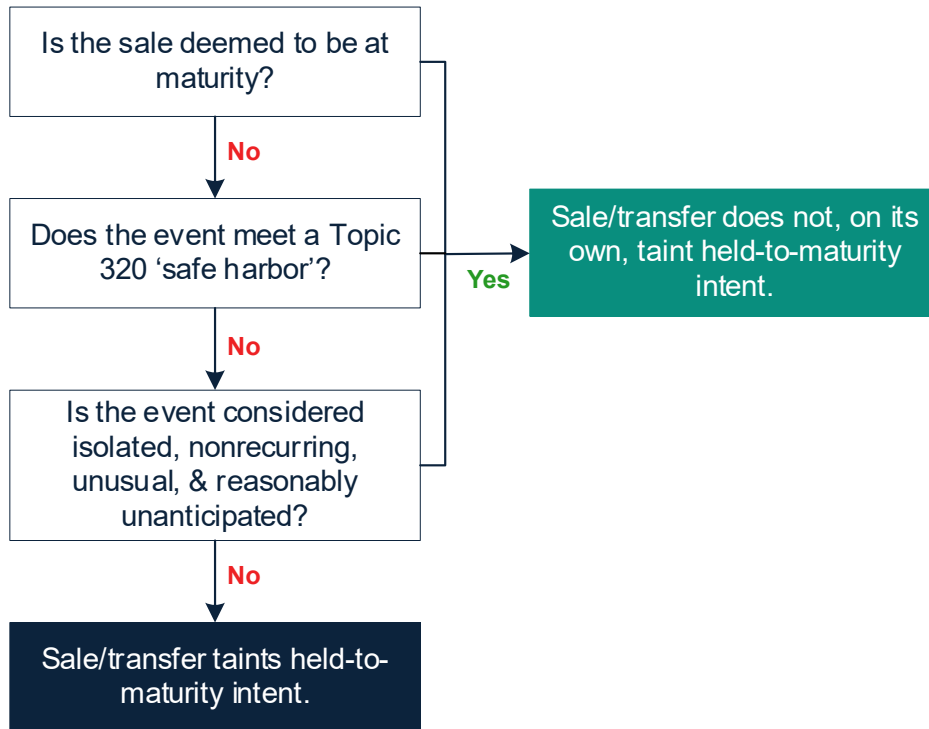 Is the sale deemed to be at
maturity?
No
Does the event meet a Topic
320 ‘safe harbor’?
Yes
Sale/transfer does not, on its
own, taint held-to-maturity
intent.
No
Is the event considered
isolated, nonrecurring,
unusual, & reasonably
unanticipated?
No
Sale/transfer taints held-to-
maturity intent.